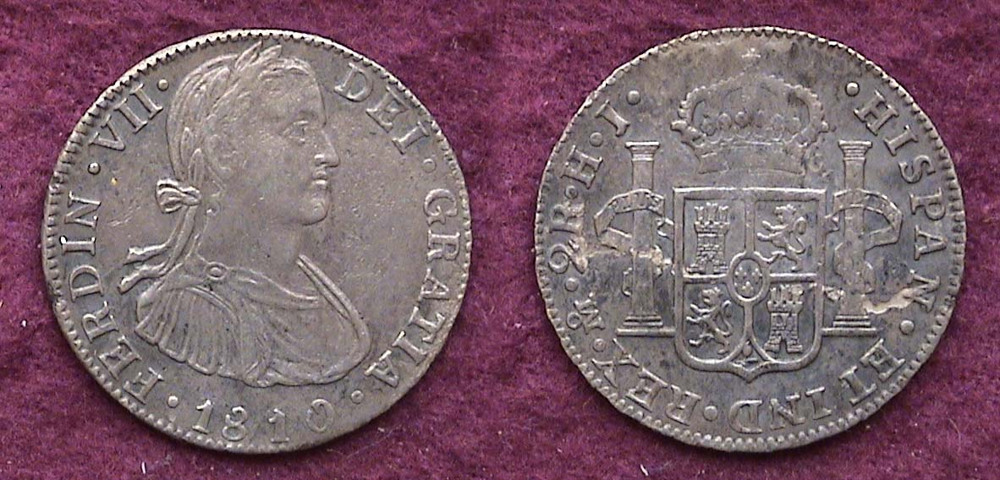 ·FERDIN·VII· DEI·GRATIA·
·1810·
·HISPAN·ET IND·REX·Mo·2R·H·J·